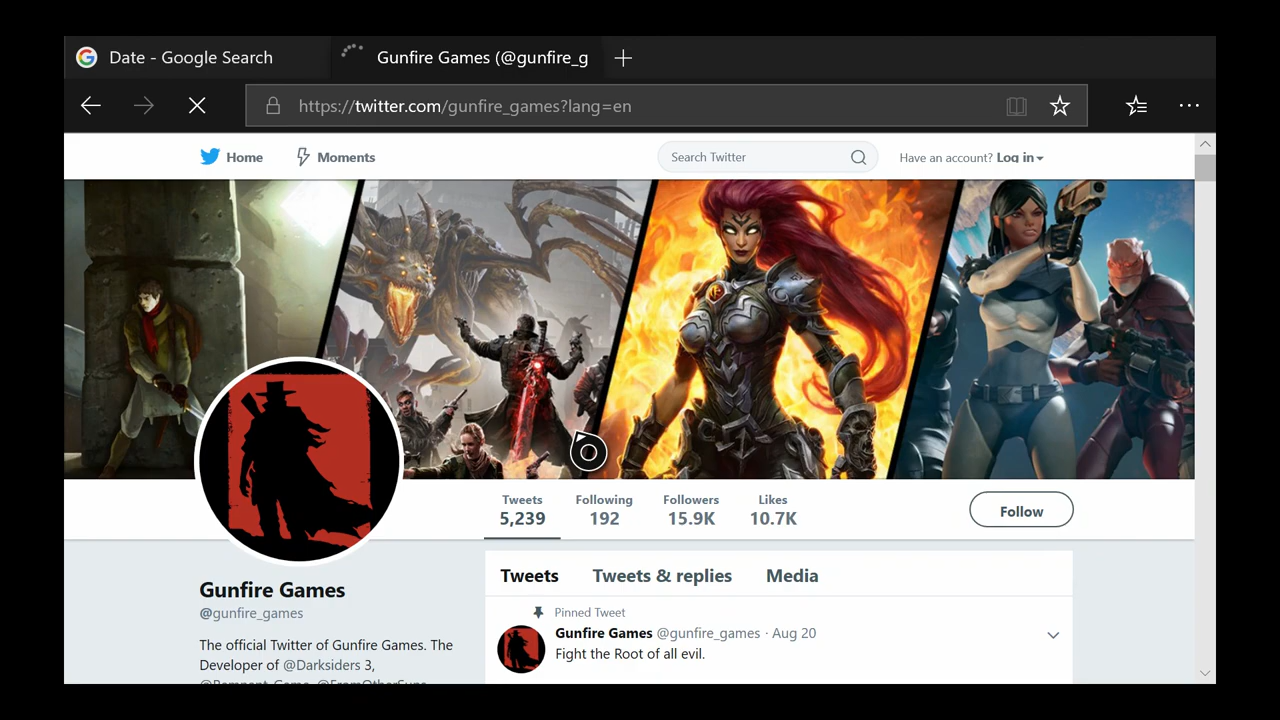 Date - Google Search
Gunfire Games (@gunfire_g
https://twitter.com/gunfire_games?lang=en
Home
Moments
Search Twitter
Have an account? Log in
Tweets
5,239
Following
192
Followers
15.9K
Likes
10.7K
Follow
Gunfire Games
@gunfire_games
The official Twitter of Gunfire Games. The
Developer of @Darksiders 3,
@Remnant_Game, @FromOtherSuns
Tweets
Tweets & replies
Media
Pinned Tweet
Gunfire Games @gunfire_games · Aug 20
Fight the Root of all evil.